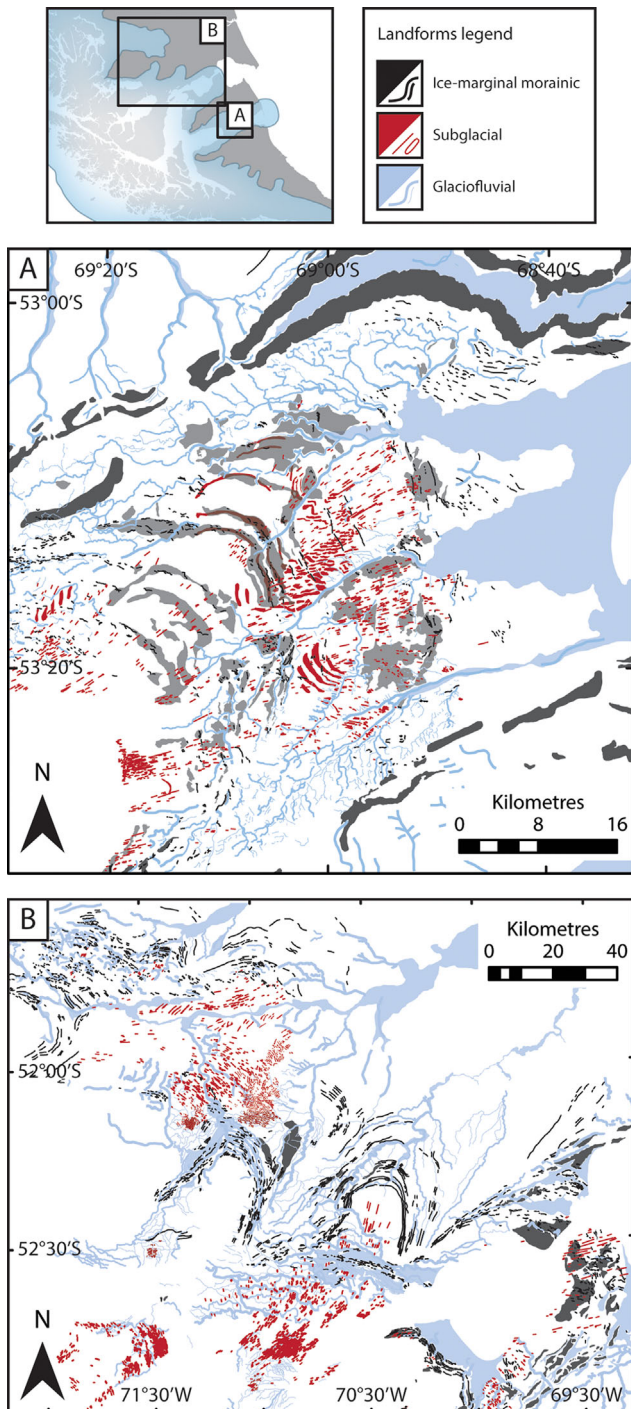 B
A
Landforms legend
Ice-marginal morainic
Subglacial
Glaciofluvial
A
69°20'S
69°00'S
68°40'S
53°00'S
53°20'S
N
Kilometres
0 8 16
B
Kilometres
0 10 20 40
52°00'S
52°30'S
N
71°30'W
70°30'W
69°30'W